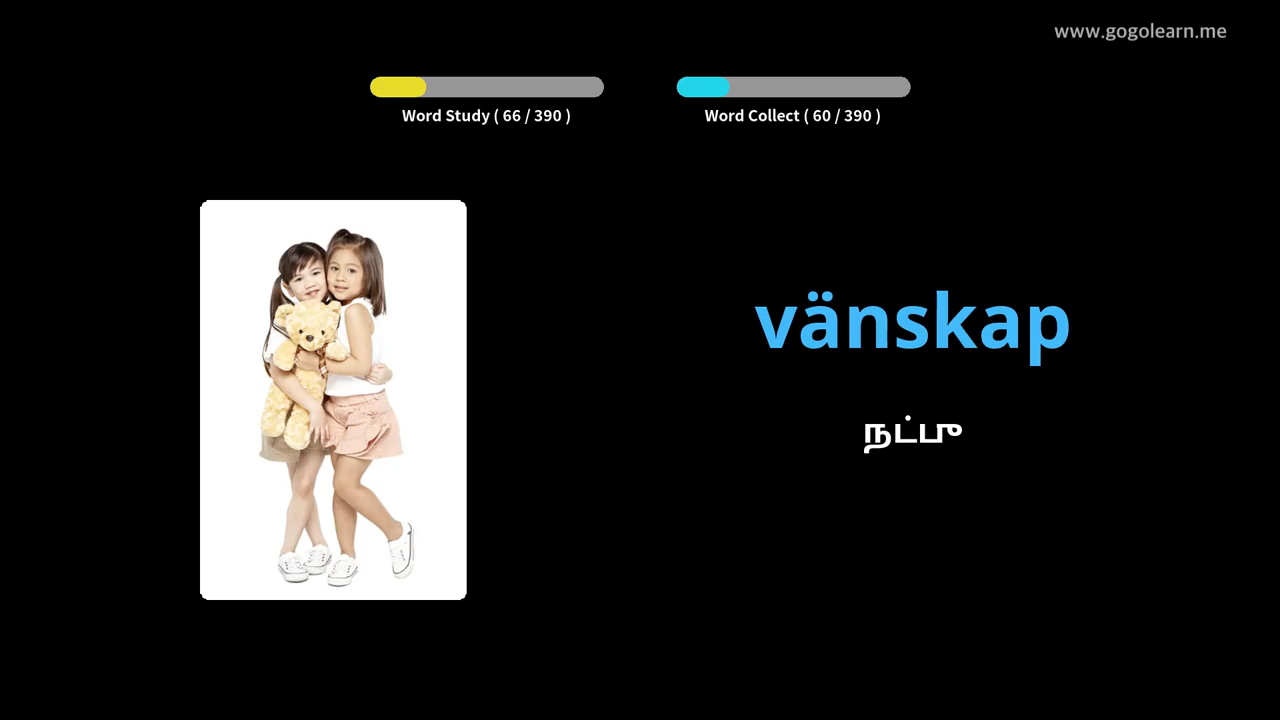 www.gogolearn.me
Word Study ( 66 / 390 )
Word Collect ( 60 / 390 )
vänskap
நட்பு